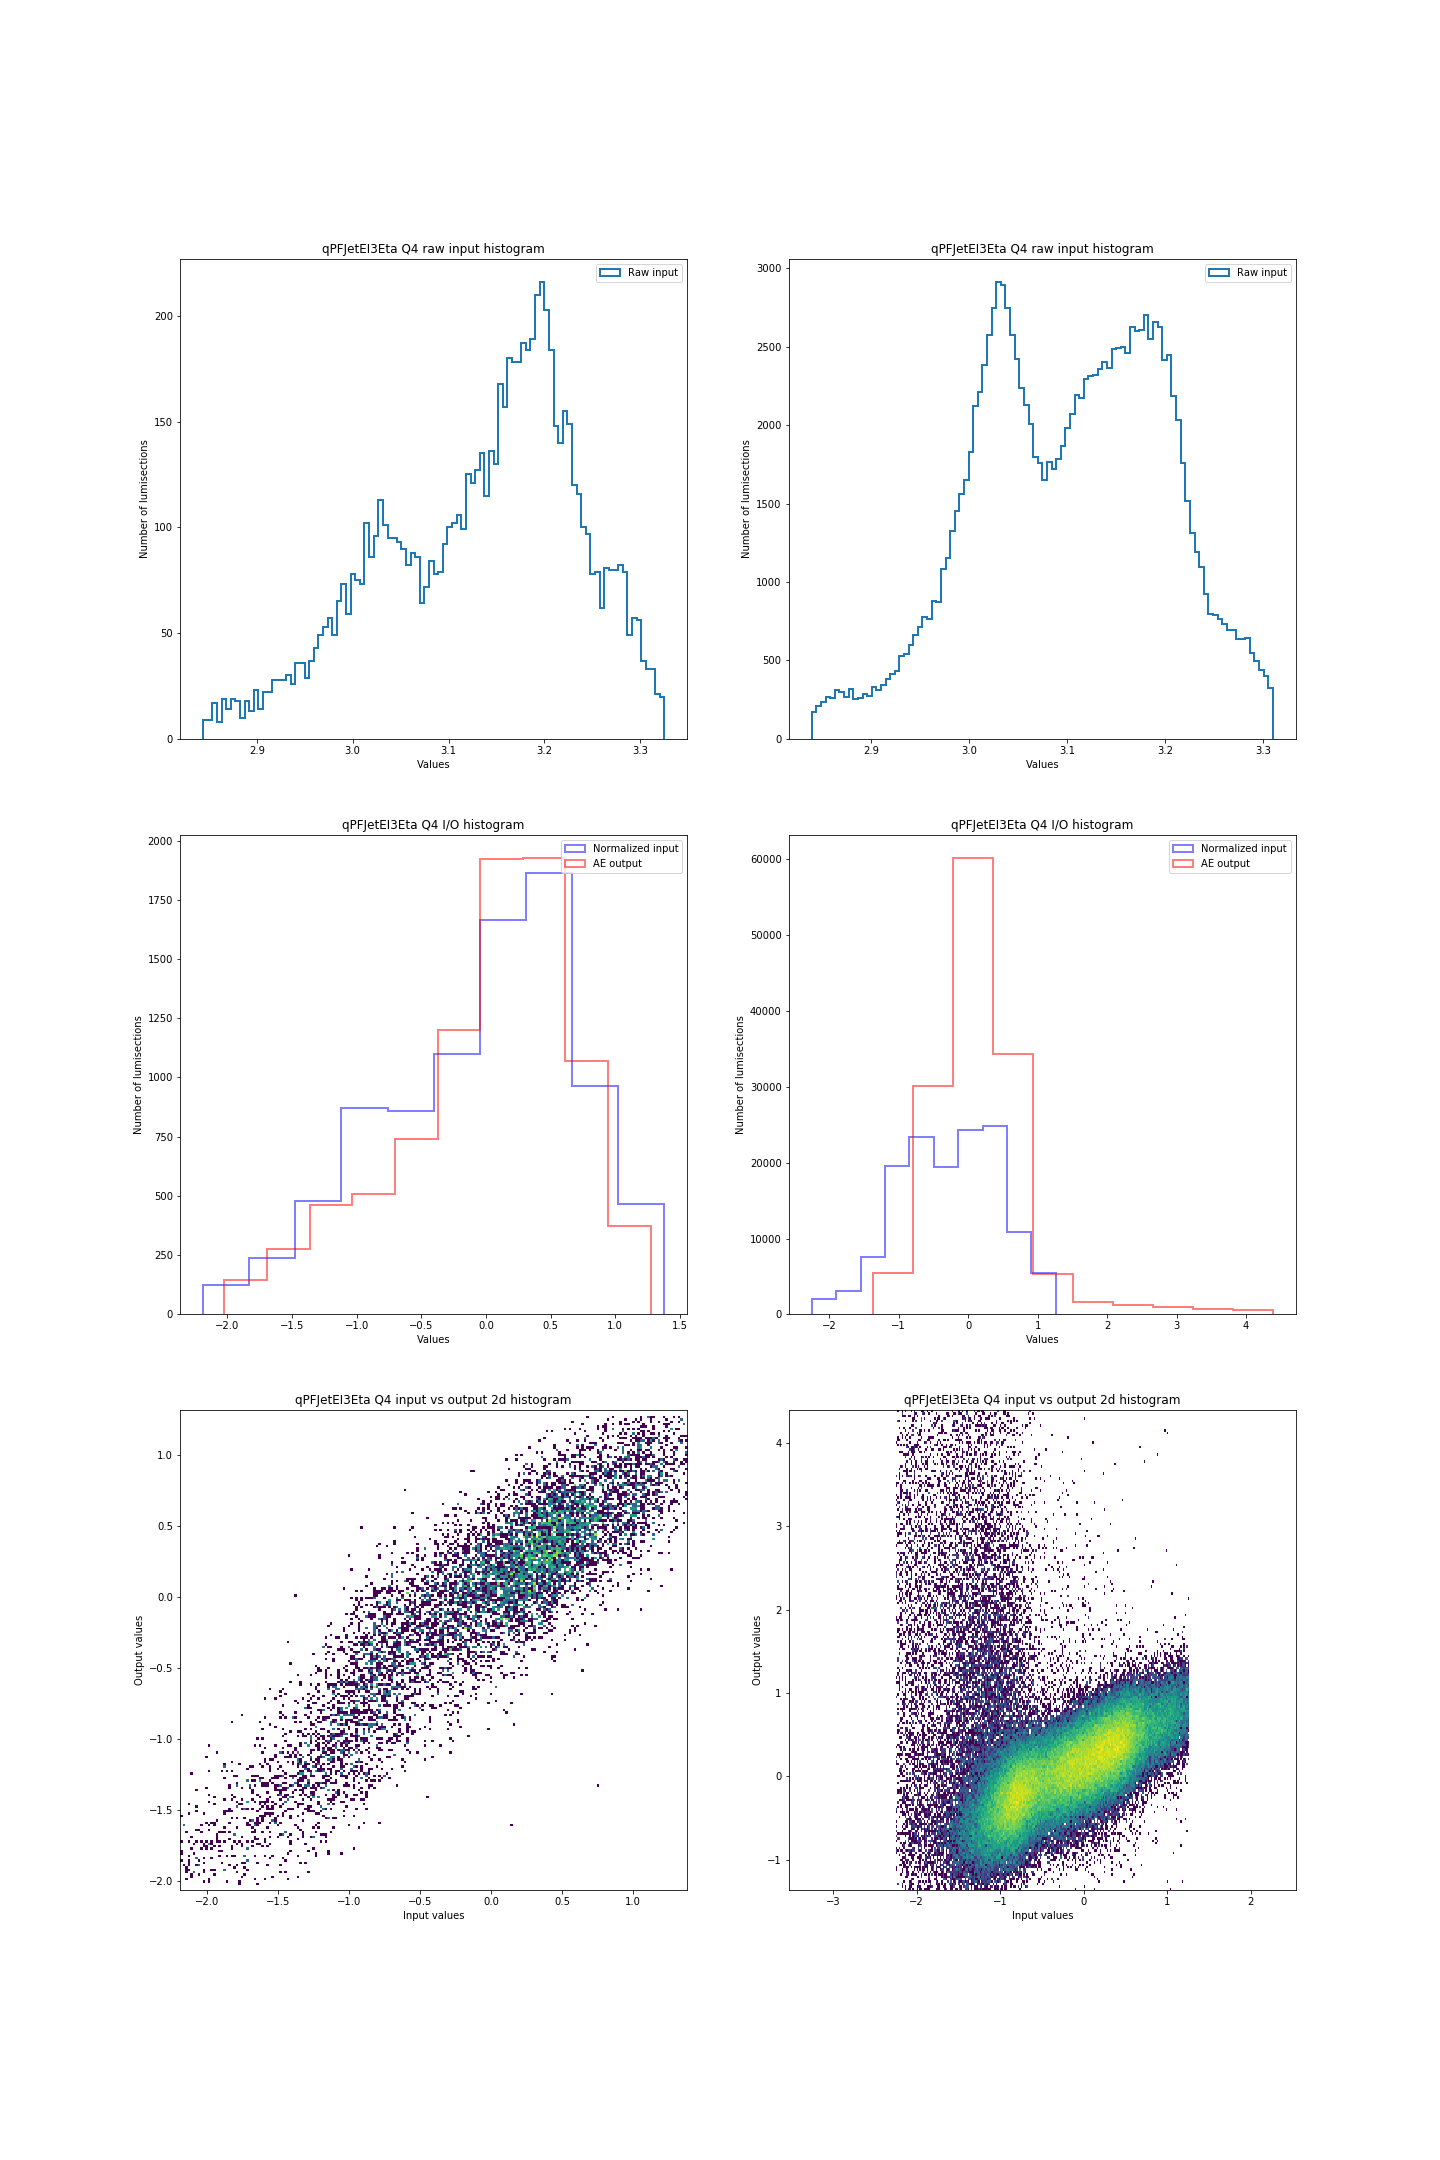 qPFJetEI3Eta Q4 raw input histogram
Raw input
Number of lumisections
200
150
100
50
0
2.9 3.0 3.1 3.2 3.3
Values
qPFJetEI3Eta Q4 raw input histogram
Raw input
Number of lumisections
3000
2500
2000
1500
1000
500
0
2.9 3.0 3.1 3.2 3.3
Values
qPFJetEI3Eta Q4 I/O histogram
Normalized input
AE output
Number of lumisections
2000
1750
1500
1250
1000
750
500
250
0
−2.0 −1.5 −1.0 −0.5 0.0 0.5 1.0 1.5
Values
qPFJetEI3Eta Q4 I/O histogram
Normalized input
AE output
Number of lumisections
60000
50000
40000
30000
20000
10000
0
−2 −1 0 1 2 3 4
Values
qPFJetEI3Eta Q4 input vs output 2d histogram
Output values
1.0
0.5
0.0
−0.5
−1.0
−1.5
−2.0
−2.0 −1.5 −1.0 −0.5 0.0 0.5 1.0
Input values
qPFJetEI3Eta Q4 input vs output 2d histogram
Output values
4
3
2
1
0
−1
−3 −2 −1 0 1 2
Input values